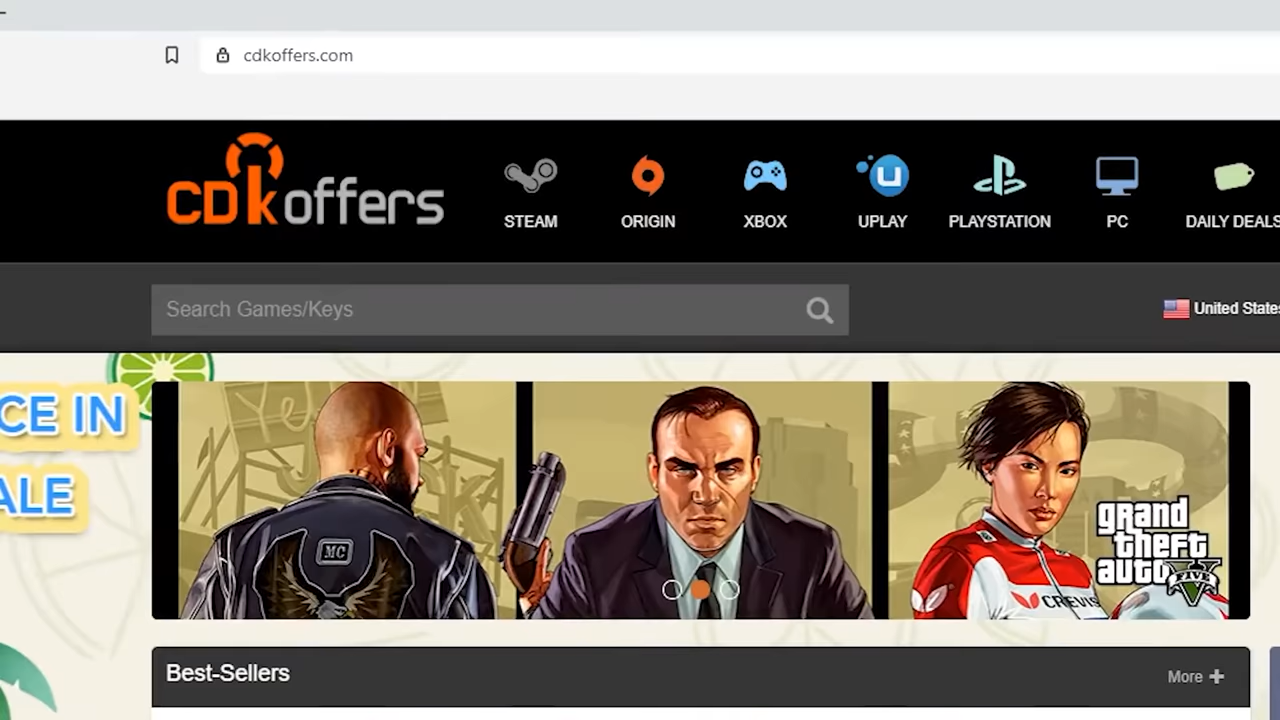 cdkoffers.com
CDkoffers
STEAM
ORIGIN
XBOX
UPLAY
PLAYSTATION
PC
DAILY DEALS
Search Games/Keys
United States
CE IN
ALE
MC
grand
theft
auto V
FIVE
CREVIS
Best-Sellers
More +